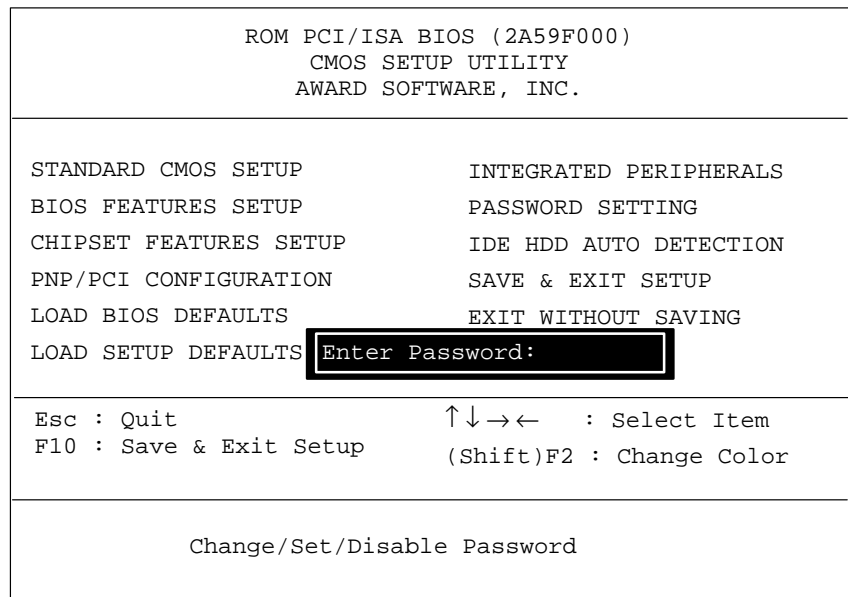 ROM PCI/ISA BIOS (2A59F000)
CMOS SETUP UTILITY
AWARD SOFTWARE, INC.
STANDARD CMOS SETUP
BIOS FEATURES SETUP
CHIPSET FEATURES SETUP
PNP/PCI CONFIGURATION
LOAD BIOS DEFAULTS
LOAD SETUP DEFAULTS
INTEGRATED PERIPHERALS
PASSWORD SETTING
IDE HDD AUTO DETECTION
SAVE & EXIT SETUP
EXIT WITHOUT SAVING
Enter Password:
Esc : Quit
F10 : Save & Exit Setup
↑↓→← : Select Item
(Shift)F2 : Change Color
Change/Set/Disable Password